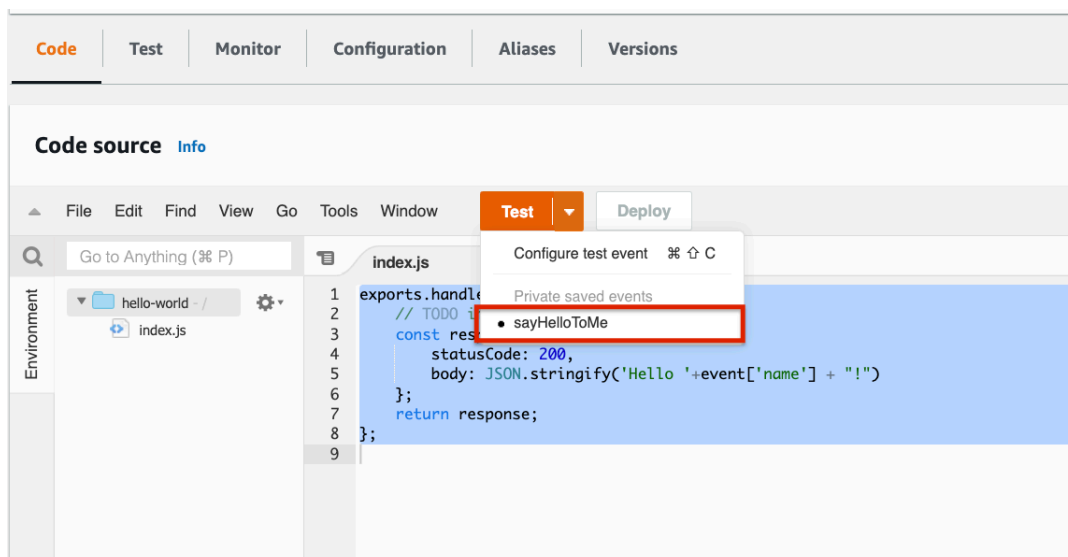 Code Test Monitor Configuration Aliases Versions
Code source Info
File Edit Find View Go Tools Window Test Deploy
Go to Anything (⌘ P)
index.js
Configure test event ⌘ ⇧ C
Private saved events
sayHelloToMe
Environment
hello-world - /
index.js
1 exports.handle
2 // TODO i
3 const res
4 statusCode: 200,
5 body: JSON.stringify('Hello '+event['name'] + "!")
6 };
7 return response;
8 };
9